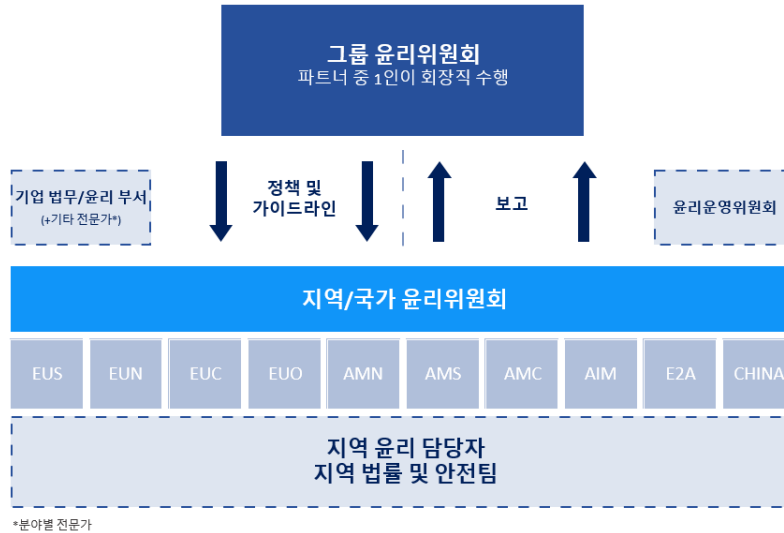 그룹 윤리위원회
파트너 중 1인이 회장직 수행
기업 법무/윤리 부서
(+기타 전문가*)
정책 및
가이드라인
보고
윤리운영위원회
지역/국가 윤리위원회
EUS EUN EUC EUO AMN AMS AMC AIM E2A CHINA
지역 윤리 담당자
지역 법률 및 안전팀
*분야별 전문가